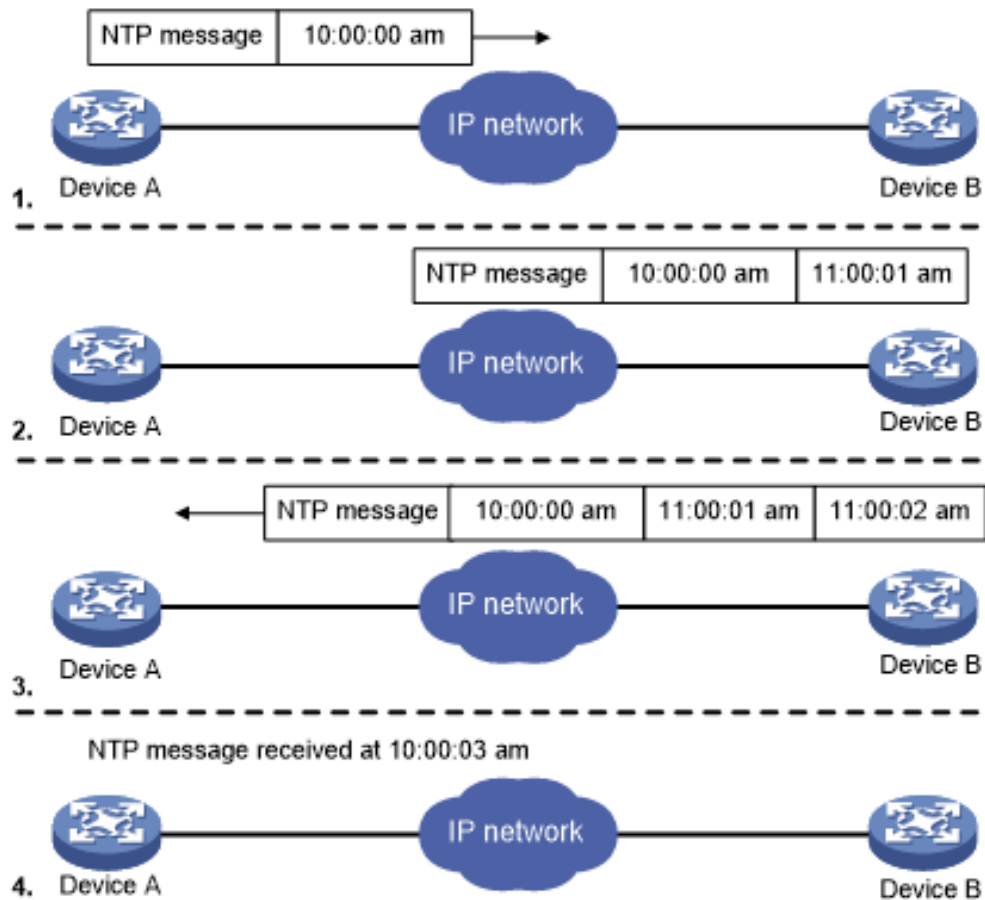 NTP message 10:00:00 am
IP network
Device A
Device B
1.
NTP message 10:00:00 am 11:00:01 am
IP network
Device A
Device B
2.
NTP message 10:00:00 am 11:00:01 am 11:00:02 am
IP network
Device A
Device B
3.
NTP message received at 10:00:03 am
IP network
Device A
Device B
4.